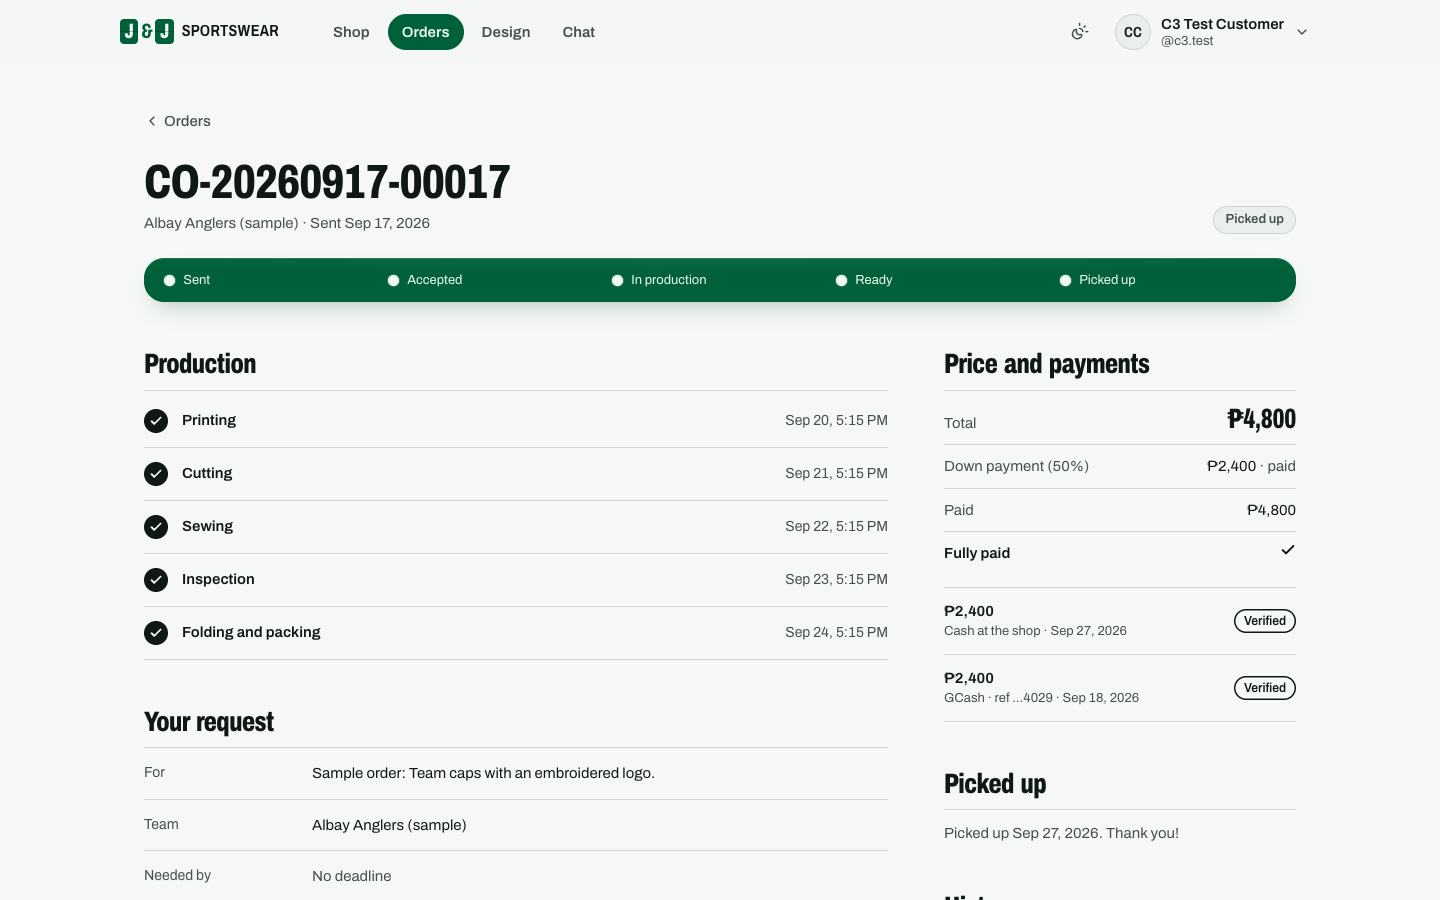 J & J SPORTSWEAR
Shop
Orders
Design
Chat
CC
C3 Test Customer
@c3.test
Orders
CO-20260917-00017
Albay Anglers (sample) · Sent Sep 17, 2026
Picked up
Sent
Accepted
In production
Ready
Picked up
Production
Printing
Sep 20, 5:15 PM
Cutting
Sep 21, 5:15 PM
Sewing
Sep 22, 5:15 PM
Inspection
Sep 23, 5:15 PM
Folding and packing
Sep 24, 5:15 PM
Your request
For
Sample order: Team caps with an embroidered logo.
Team
Albay Anglers (sample)
Needed by
No deadline
Price and payments
Total
₱4,800
Down payment (50%)
₱2,400 · paid
Paid
₱4,800
Fully paid
₱2,400
Cash at the shop · Sep 27, 2026
Verified
₱2,400
GCash · ref …4029 · Sep 18, 2026
Verified
Picked up
Picked up Sep 27, 2026. Thank you!